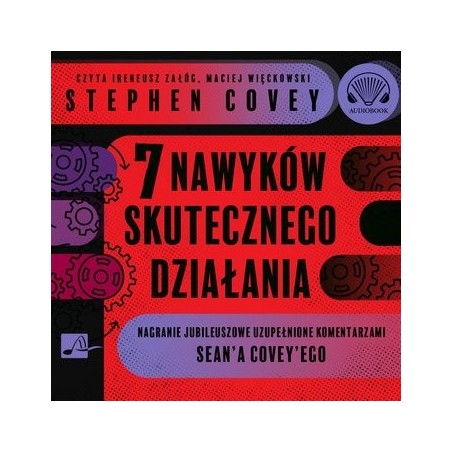 CZYTA IRENEUSZ ZAŁÓG, MACIEJ WIĘCKOWSKI
STEPHEN COVEY
AUDIOBOOK
7 NAWYKÓW
SKUTECZNEGO
DZIAŁANIA
NAGRANIE JUBILEUSZOWE UZUPEŁNIONE KOMENTARZAMI
SEAN'A COVEY'EGO